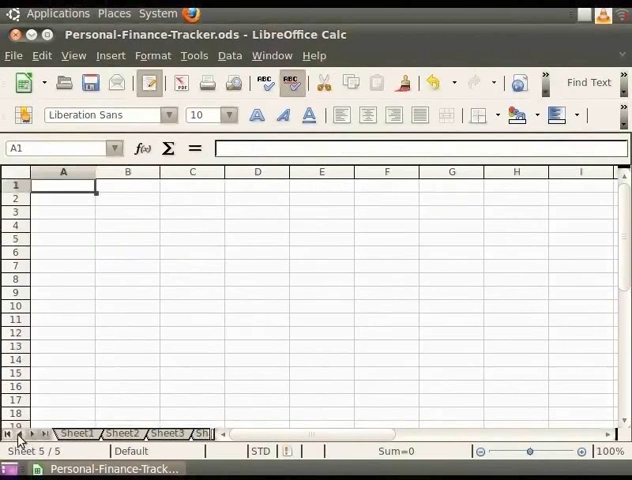 Applications Places System
Personal-Finance-Tracker.ods - LibreOffice Calc
File Edit View Insert Format Tools Data Window Help
ABC ABC Find Text
Liberation Sans 10 A A A
A1 f(x) Σ =
A B C D E F G H I
1
2
3
4
5
6
7
8
9
10
11
12
13
14
15
16
17
18
19
Sheet1 Sheet2 Sheet3 Sh
Sheet 5 / 5 Default STD Sum=0 100%
Personal-Finance-Track...